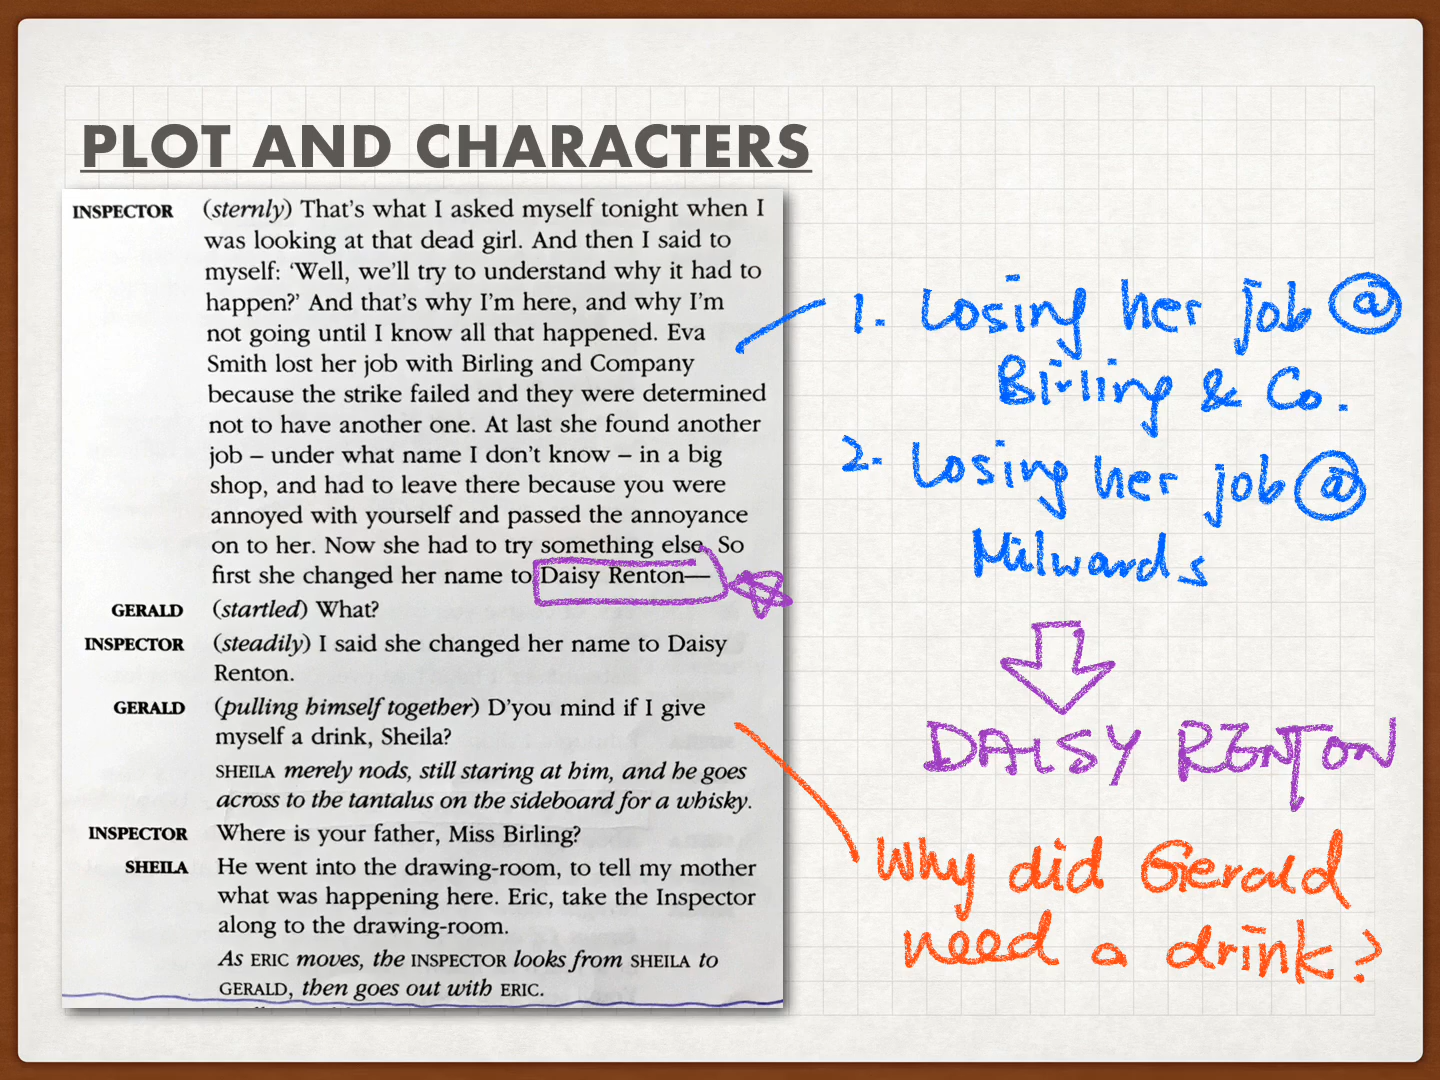 PLOT AND CHARACTERS
INSPECTOR (sternly) That's what I asked myself tonight when I
was looking at that dead girl. And then I said to
myself: 'Well, we'll try to understand why it had to
happen?' And that's why I'm here, and why I'm
not going until I know all that happened. Eva
Smith lost her job with Birling and Company
because the strike failed and they were determined
not to have another one. At last she found another
job – under what name I don't know – in a big
shop, and had to leave there because you were
annoyed with yourself and passed the annoyance
on to her. Now she had to try something else. So
first she changed her name to Daisy Renton—
GERALD (startled) What?
INSPECTOR (steadily) I said she changed her name to Daisy
Renton.
GERALD (pulling himself together) D'you mind if I give
myself a drink, Sheila?
SHEILA merely nods, still staring at him, and he goes
across to the tantalus on the sideboard for a whisky.
INSPECTOR Where is your father, Miss Birling?
SHEILA He went into the drawing-room, to tell my mother
what was happening here. Eric, take the Inspector
along to the drawing-room.
As ERIC moves, the INSPECTOR looks from SHEILA to
GERALD, then goes out with ERIC.
1. Losing her job @
Birling & Co.
2. Losing her job @
Milwards
DAISY RENTON
Why did Gerald
need a drink?